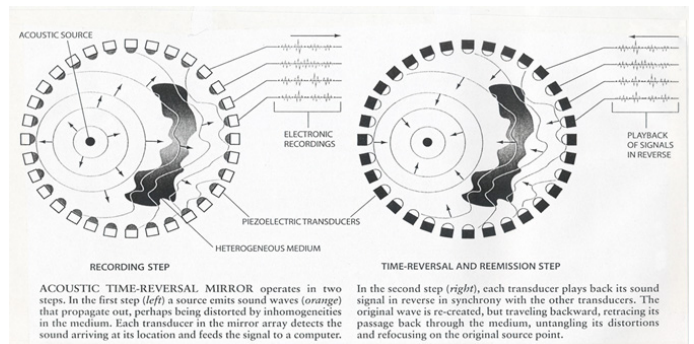 ACOUSTIC SOURCE
ELECTRONIC
RECORDINGS
PLAYBACK
OF SIGNALS
IN REVERSE
PIEZOELECTRIC TRANSDUCERS
HETEROGENEOUS MEDIUM
RECORDING STEP
TIME-REVERSAL AND REEMISSION STEP
ACOUSTIC TIME-REVERSAL MIRROR operates in two
steps. In the first step (left) a source emits sound waves (orange)
that propagate out, perhaps being distorted by inhomogeneities
in the medium. Each transducer in the mirror array detects the
sound arriving at its location and feeds the signal to a computer.
In the second step (right), each transducer plays back its sound
signal in reverse in synchrony with the other transducers. The
original wave is re-created, but traveling backward, retracing its
passage back through the medium, untangling its distortions
and refocusing on the original source point.